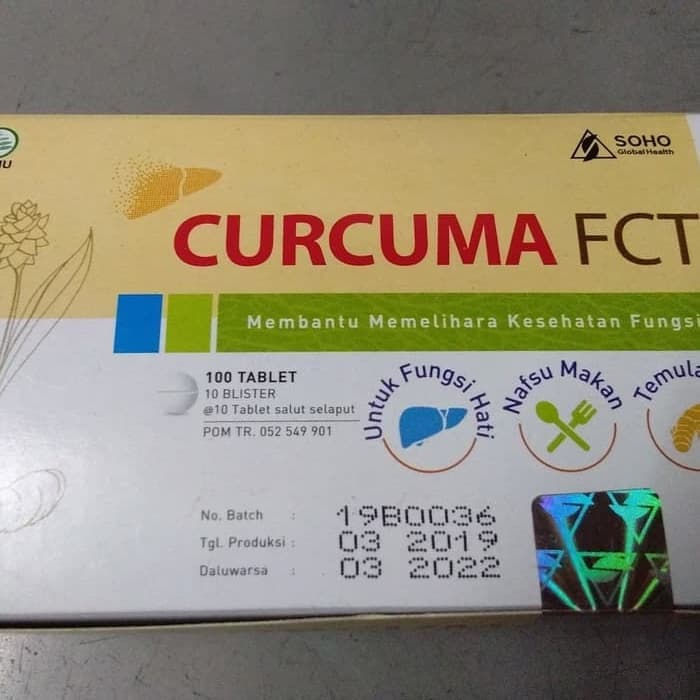 SOHO
Global Health
CURCUMA FCT
Membantu Memelihara Kesehatan Fungsi
100 TABLET
10 BLISTER
@10 Tablet salut selaput
POM TR. 052 549 901
Untuk Fungsi Hati
Nafsu Makan
No. Batch : 19B0036
Tgl. Produksi : 03 2019
Daluwarsa : 03 2022